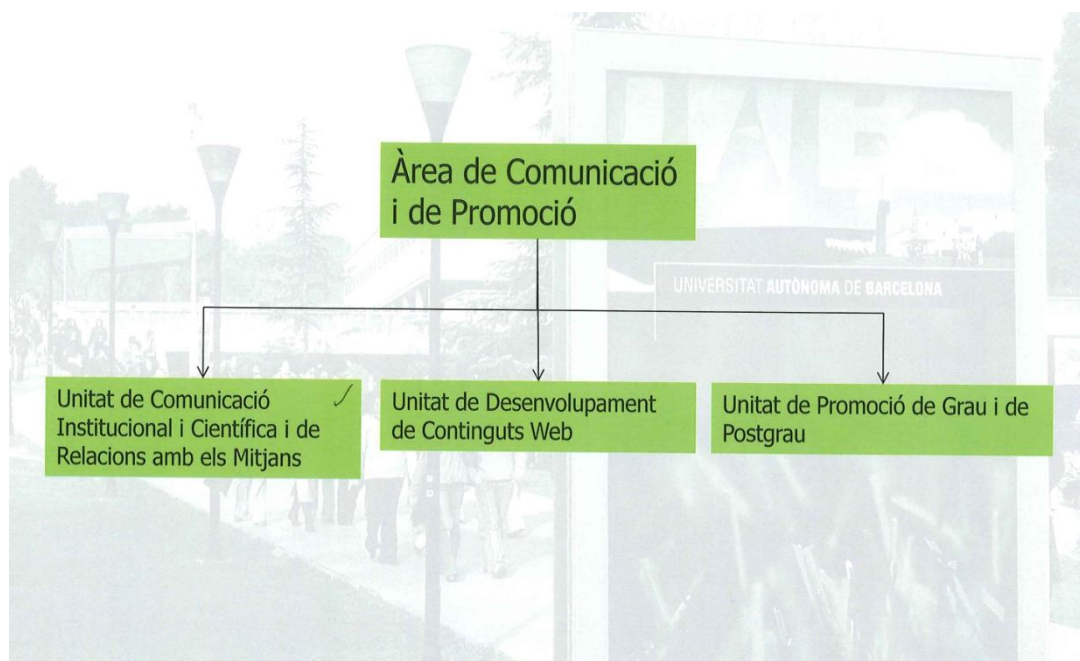 UAB
Àrea de Comunicació
i de Promoció
UNIVERSITAT AUTÒNOMA DE BARCELONA
Unitat de Comunicació
Institucional i Científica i de
Relacions amb els Mitjans
Unitat de Desenvolupament
de Continguts Web
Unitat de Promoció de Grau i de
Postgrau